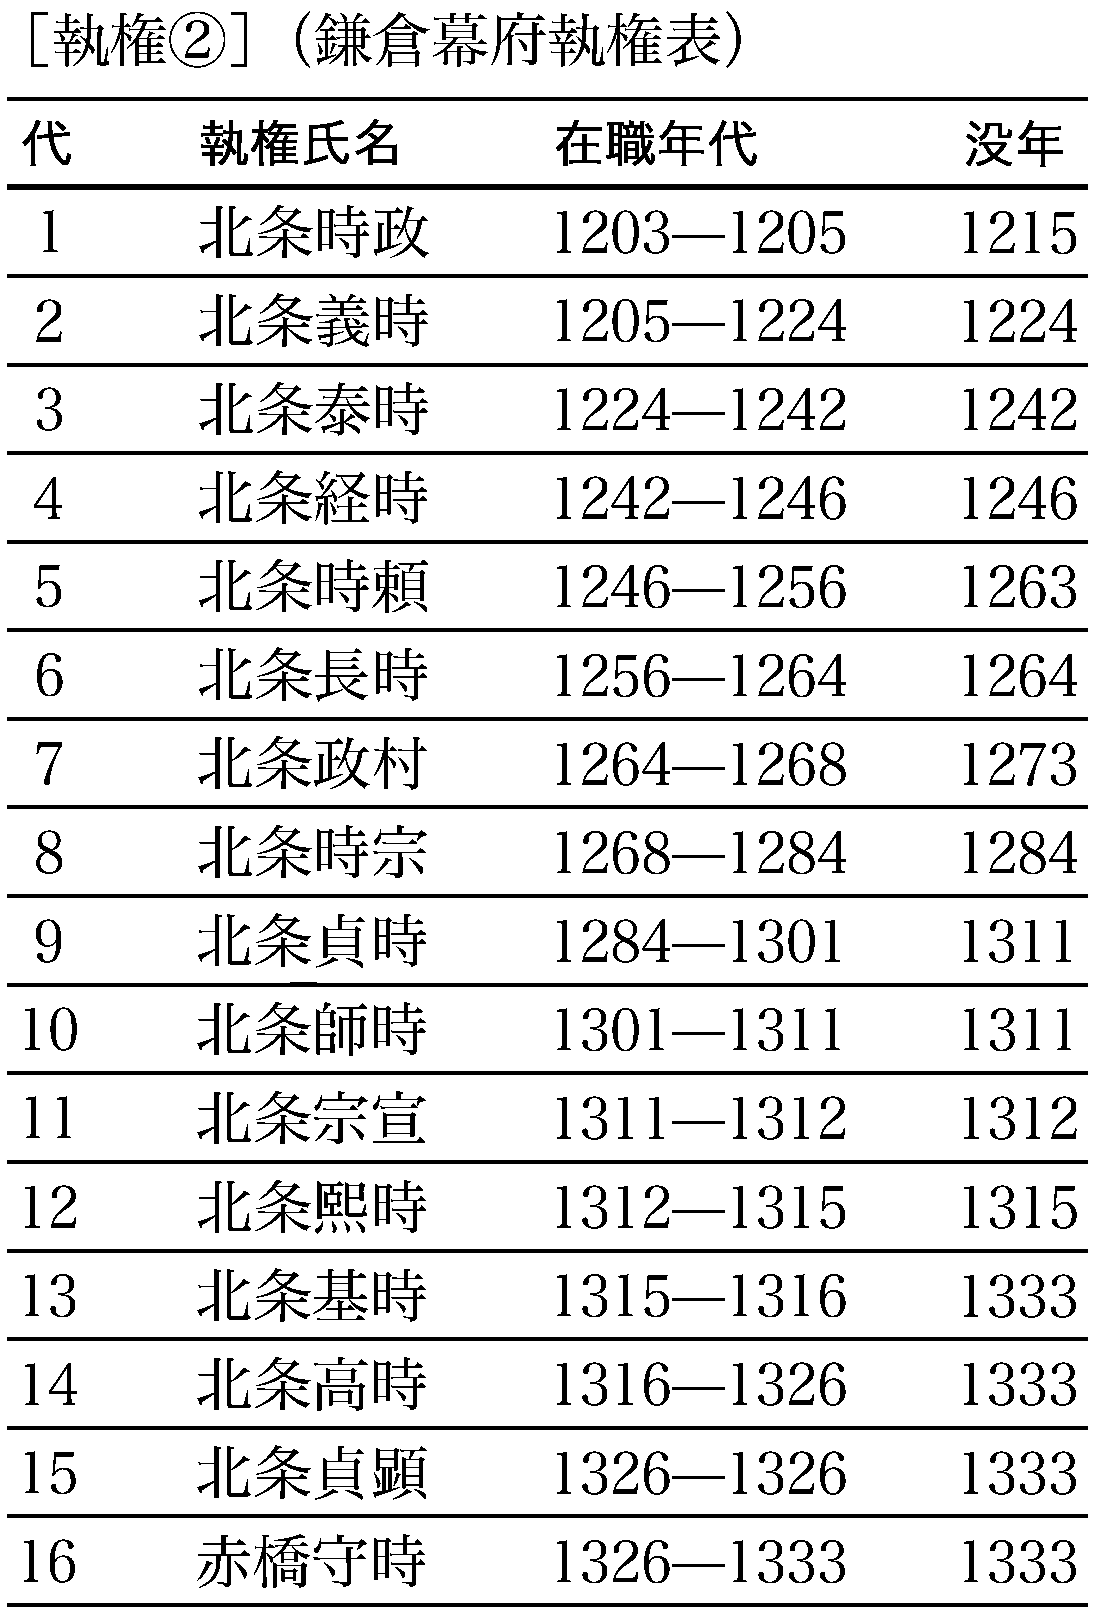 ［執権②］（鎌倉幕府執権表）
代 執権氏名 在職年代 没年
1 北条時政 1203—1205 1215
2 北条義時 1205—1224 1224
3 北条泰時 1224—1242 1242
4 北条経時 1242—1246 1246
5 北条時頼 1246—1256 1263
6 北条長時 1256—1264 1264
7 北条政村 1264—1268 1273
8 北条時宗 1268—1284 1284
9 北条貞時 1284—1301 1311
10 北条師時 1301—1311 1311
11 北条宗宣 1311—1312 1312
12 北条熙時 1312—1315 1315
13 北条基時 1315—1316 1333
14 北条高時 1316—1326 1333
15 北条貞顕 1326—1326 1333
16 赤橋守時 1326—1333 1333